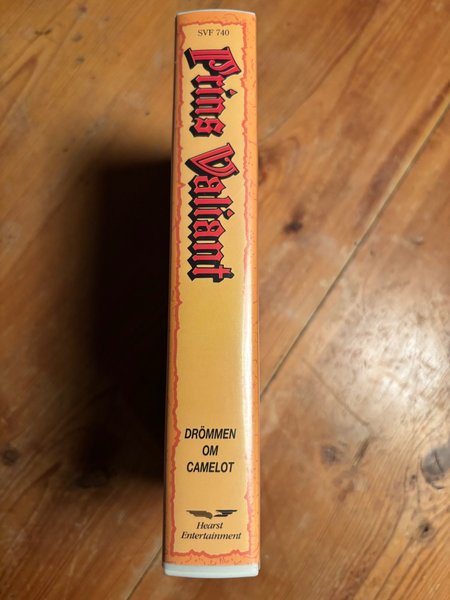 SVF 740
Prins Valiant
DRÖMMEN
OM
CAMELOT
Hearst
Entertainment